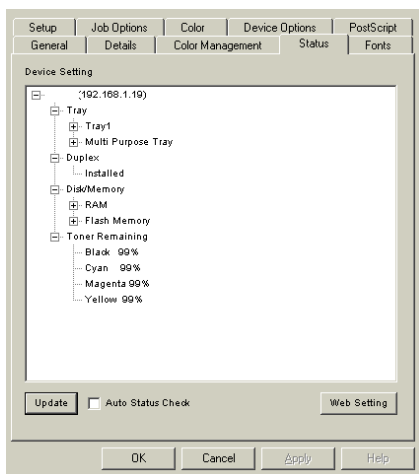 Setup Job Options Color Device Options PostScript
General Details Color Management Status Fonts
Device Setting
(192.168.1.19)
Tray
Tray1
Multi Purpose Tray
Duplex
Installed
Disk/Memory
RAM
Flash Memory
Toner Remaining
Black 99%
Cyan 99%
Magenta 99%
Yellow 99%
Update Auto Status Check Web Setting
OK Cancel Apply Help